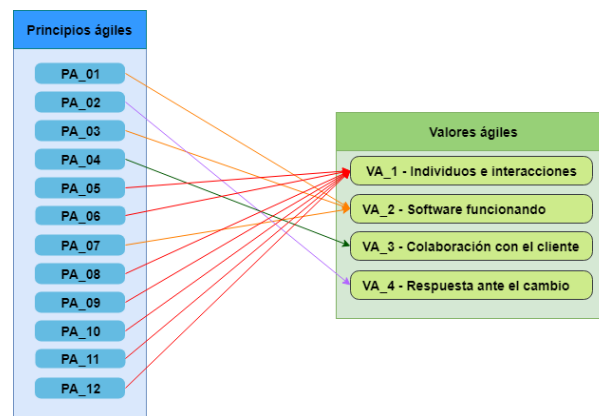 Principios ágiles
PA_01
PA_02
PA_03
PA_04
PA_05
PA_06
PA_07
PA_08
PA_09
PA_10
PA_11
PA_12
Valores ágiles
VA_1 - Individuos e interacciones
VA_2 - Software funcionando
VA_3 - Colaboración con el cliente
VA_4 - Respuesta ante el cambio